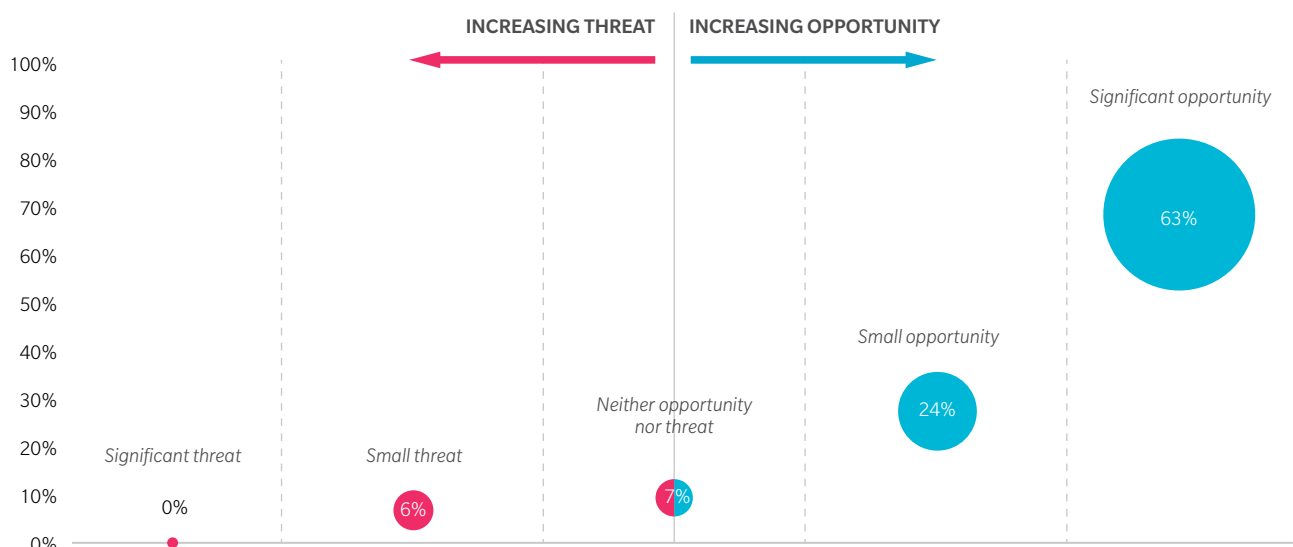 INCREASING THREAT
INCREASING OPPORTUNITY
100%
90%
80%
70%
60%
50%
40%
30%
20%
10%
0%
Significant opportunity
63%
Small opportunity
24%
Neither opportunity
nor threat
7%
Small threat
6%
Significant threat
0%